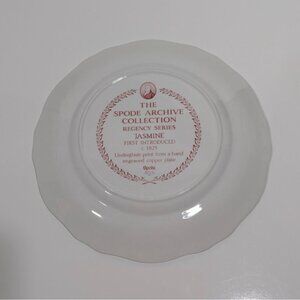 THE
SPODE ARCHIVE
COLLECTION
REGENCY SERIES
JASMINE
FIRST INTRODUCED
c. 1825
Underglaze print from a hand
engraved copper plate
Spode